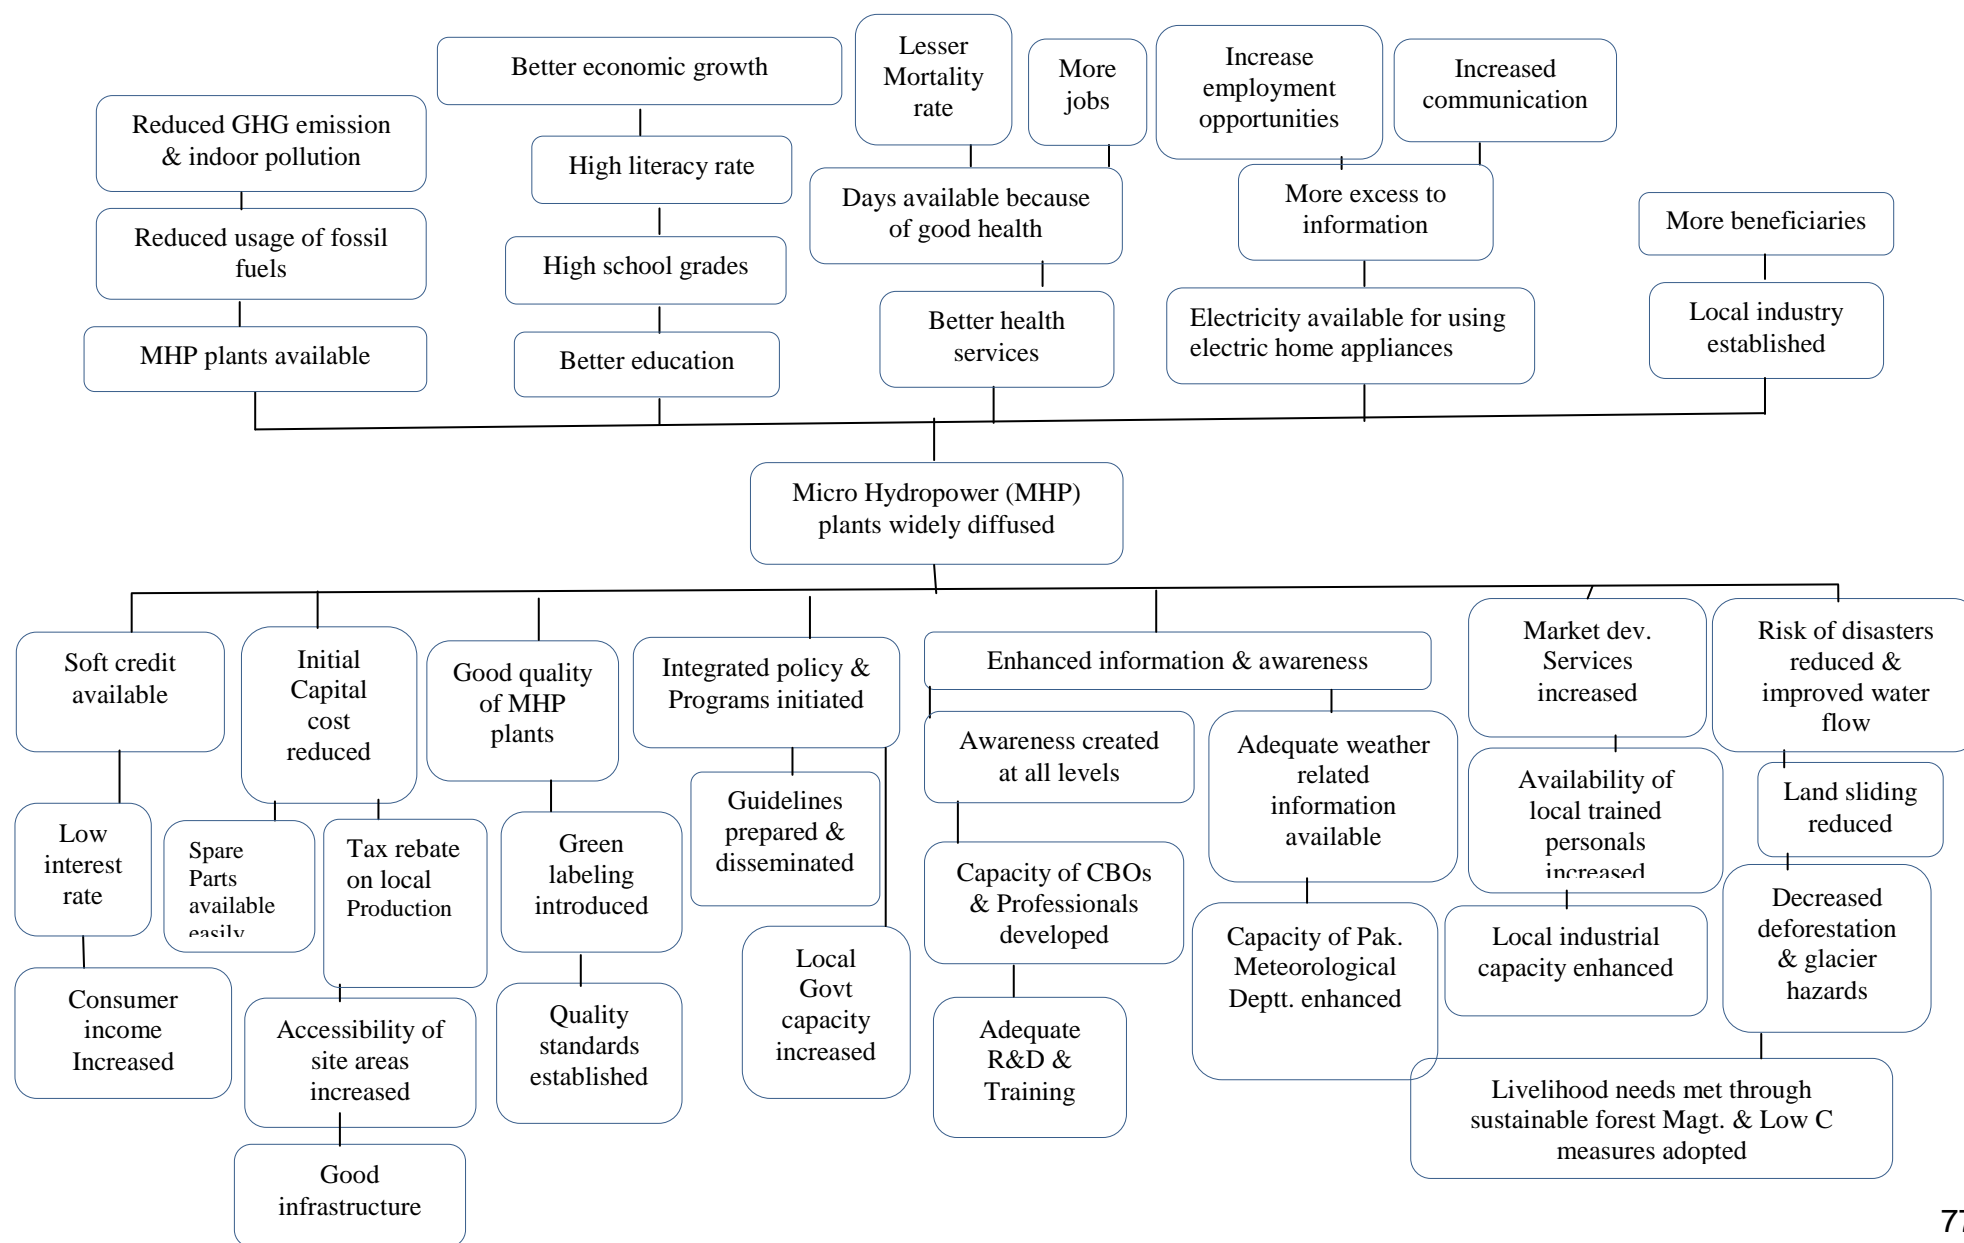 Better economic growth
Lesser
Mortality
rate
More
jobs
Increase
employment
opportunities
Increased
communication
Reduced GHG emission
& indoor pollution
High literacy rate
Days available because
of good health
More excess to
information
More beneficiaries
Reduced usage of fossil
fuels
High school grades
Better health
services
Electricity available for using
electric home appliances
Local industry
established
MHP plants available
Better education
Micro Hydropower (MHP)
plants widely diffused
Soft credit
available
Initial
Capital
cost
reduced
Good quality
of MHP
plants
Integrated policy &
Programs initiated
Enhanced information & awareness
Market dev.
Services
increased
Risk of disasters
reduced &
improved water
flow
Awareness created
at all levels
Adequate weather
related
information
available
Availability of
local trained
personals
increased
Land sliding
reduced
Low
interest
rate
Spare
Parts
available
easily
Tax rebate
on local
Production
Green
labeling
introduced
Guidelines
prepared &
disseminated
Capacity of CBOs
& Professionals
developed
Capacity of Pak.
Meteorological
Deptt. enhanced
Local industrial
capacity enhanced
Decreased
deforestation
& glacier
hazards
Consumer
income
Increased
Accessibility of
site areas
increased
Quality
standards
established
Local
Govt
capacity
increased
Adequate
R&D &
Training
Livelihood needs met through
sustainable forest Magt. & Low C
measures adopted
Good
infrastructure
77